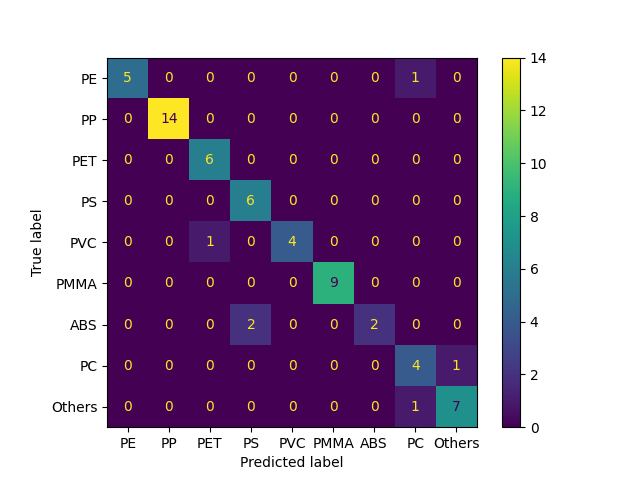 PE 5 0 0 0 0 0 0 1 0
PP 0 14 0 0 0 0 0 0 0
PET 0 0 6 0 0 0 0 0 0
PS 0 0 0 6 0 0 0 0 0
PVC 0 0 1 0 4 0 0 0 0
PMMA 0 0 0 0 0 9 0 0 0
ABS 0 0 0 2 0 0 2 0 0
PC 0 0 0 0 0 0 0 4 1
Others 0 0 0 0 0 0 0 1 7
PE PP PET PS PVC PMMA ABS PC Others
Predicted label
True label
14
12
10
8
6
4
2
0